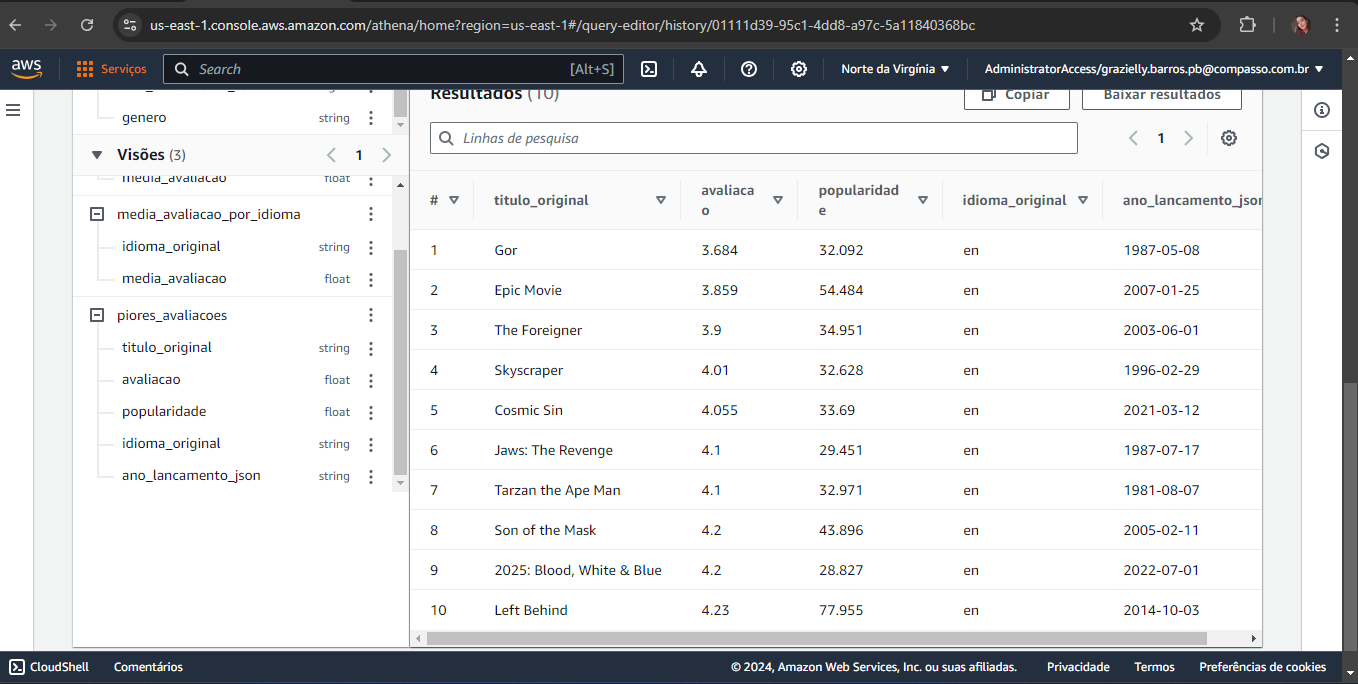 us-east-1.console.aws.amazon.com/athena/home?region=us-east-1#/query-editor/history/01111d39-95c1-4dd8-a97c-5a11840368bc
aws
Serviços
Search
[Alt+S]
Norte da Virgínia
AdministratorAccess/grazielly.barros.pb@compasso.com.br
genero string
Visões (3)
1
media_avaliacao float
media_avaliacao_por_idioma
idioma_original string
media_avaliacao float
piores_avaliacoes
titulo_original string
avaliacao float
popularidade float
idioma_original string
ano_lancamento_json string
Resultados (10)
Copiar
Baixar resultados
Linhas de pesquisa
1
# titulo_original avaliacao popularidade idioma_original ano_lancamento_json
1 Gor 3.684 32.092 en 1987-05-08
2 Epic Movie 3.859 54.484 en 2007-01-25
3 The Foreigner 3.9 34.951 en 2003-06-01
4 Skyscraper 4.01 32.628 en 1996-02-29
5 Cosmic Sin 4.055 33.69 en 2021-03-12
6 Jaws: The Revenge 4.1 29.451 en 1987-07-17
7 Tarzan the Ape Man 4.1 32.971 en 1981-08-07
8 Son of the Mask 4.2 43.896 en 2005-02-11
9 2025: Blood, White & Blue 4.2 28.827 en 2022-07-01
10 Left Behind 4.23 77.955 en 2014-10-03
CloudShell Comentários © 2024, Amazon Web Services, Inc. ou suas afiliadas. Privacidade Termos Preferências de cookies